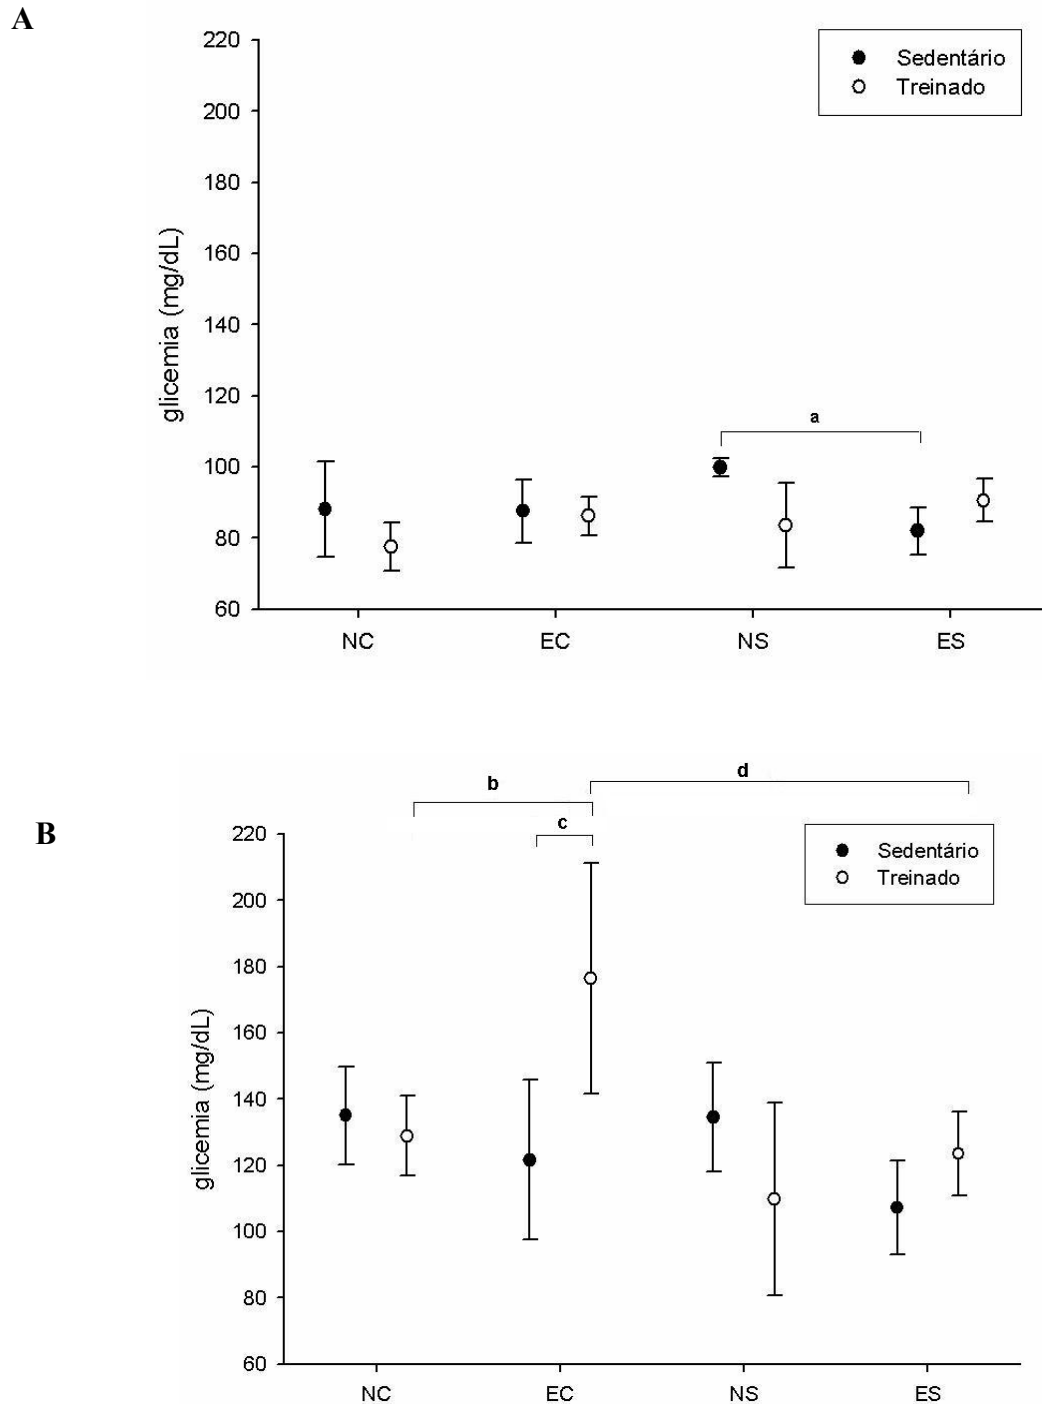 A
220
200
180
160
140
120
100
80
60
glicemia (mg/dL)
Sedentário
Treinado
a
NC EC NS ES
B
b
d
c
220
200
180
160
140
120
100
80
60
glicemia (mg/dL)
Sedentário
Treinado
NC EC NS ES